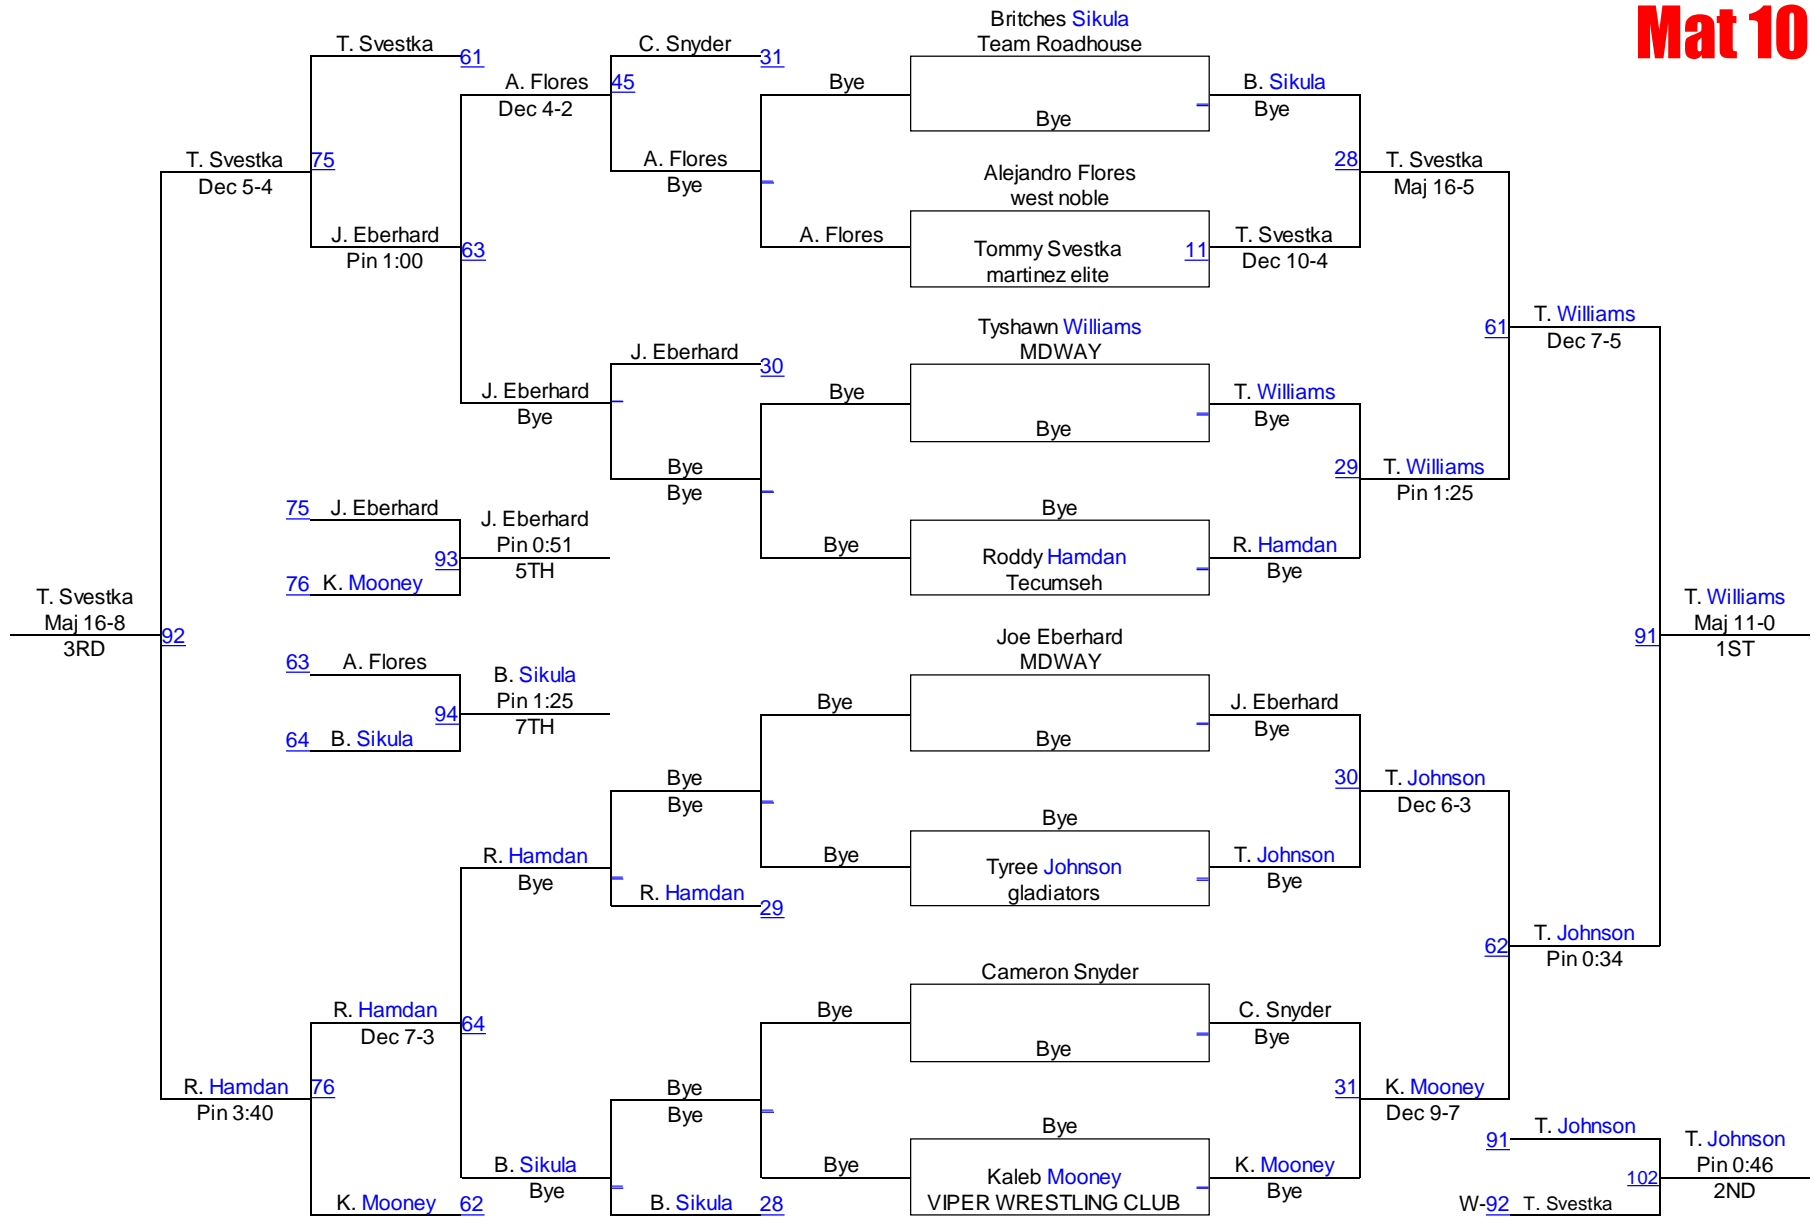 Mat 10
Britches Sikula
Team Roadhouse
T. Svestka
61
C. Snyder
31
A. Flores
45
Dec 4-2
Bye
Bye
B. Sikula
Bye
T. Svestka
75
Dec 5-4
A. Flores
Bye
Alejandro Flores
west noble
28
T. Svestka
Maj 16-5
J. Eberhard
Pin 1:00
63
A. Flores
Tommy Svestka
martinez elite
11
T. Svestka
Dec 10-4
Tyshawn Williams
MDWAY
61
T. Williams
Dec 7-5
J. Eberhard
30
J. Eberhard
Bye
Bye
Bye
T. Williams
Bye
Bye
Bye
29
T. Williams
Pin 1:25
75
J. Eberhard
J. Eberhard
Pin 0:51
5TH
93
76
K. Mooney
Bye
Bye
Roddy Hamdan
Tecumseh
R. Hamdan
Bye
T. Svestka
Maj 16-8
3RD
92
Joe Eberhard
MDWAY
91
T. Williams
Maj 11-0
1ST
63
A. Flores
B. Sikula
Pin 1:25
7TH
94
64
B. Sikula
Bye
Bye
J. Eberhard
Bye
Bye
Bye
30
T. Johnson
Dec 6-3
R. Hamdan
Bye
R. Hamdan
29
Bye
Bye
Tyree Johnson
gladiators
T. Johnson
Bye
62
T. Johnson
Pin 0:34
Cameron Snyder
R. Hamdan
Dec 7-3
64
Bye
Bye
C. Snyder
Bye
R. Hamdan
76
Pin 3:40
Bye
Bye
31
K. Mooney
Dec 9-7
B. Sikula
Bye
Bye
Bye
Kaleb Mooney
VIPER WRESTLING CLUB
K. Mooney
Bye
K. Mooney
62
B. Sikula
28
91
T. Johnson
T. Johnson
Pin 0:46
2ND
102
W-92
T. Svestka